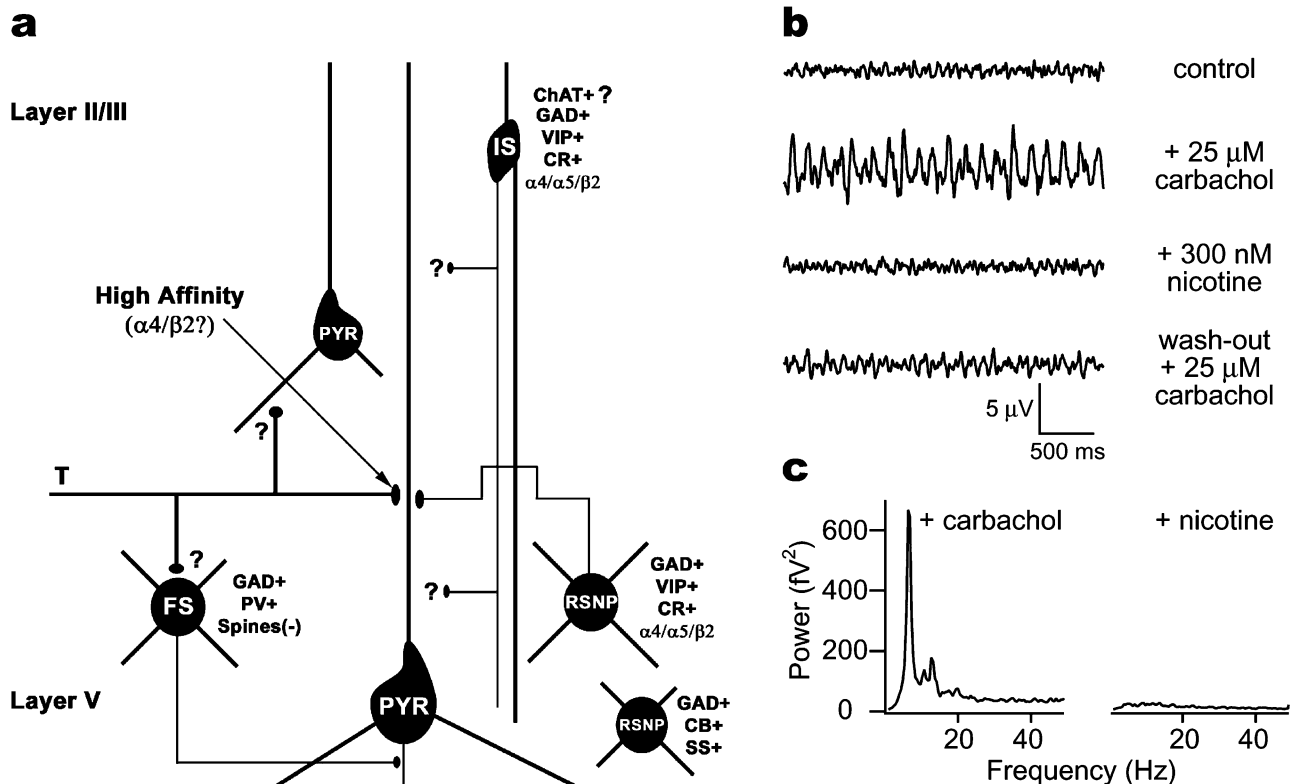 a
Layer II/III
ChAT+ ?
GAD+
VIP+
CR+
α4/α5/β2
IS
?
High Affinity
(α4/β2?)
PYR
?
T
?
FS
GAD+
PV+
Spines(-)
?
RSNP
GAD+
VIP+
CR+
α4/α5/β2
Layer V
PYR
RSNP
GAD+
CB+
SS+
b
control
+ 25 µM
carbachol
+ 300 nM
nicotine
wash-out
+ 25 µM
carbachol
5 µV
500 ms
c
+ carbachol
+ nicotine
Power (fV²)
600
400
200
0
20 40
20 40
Frequency (Hz)